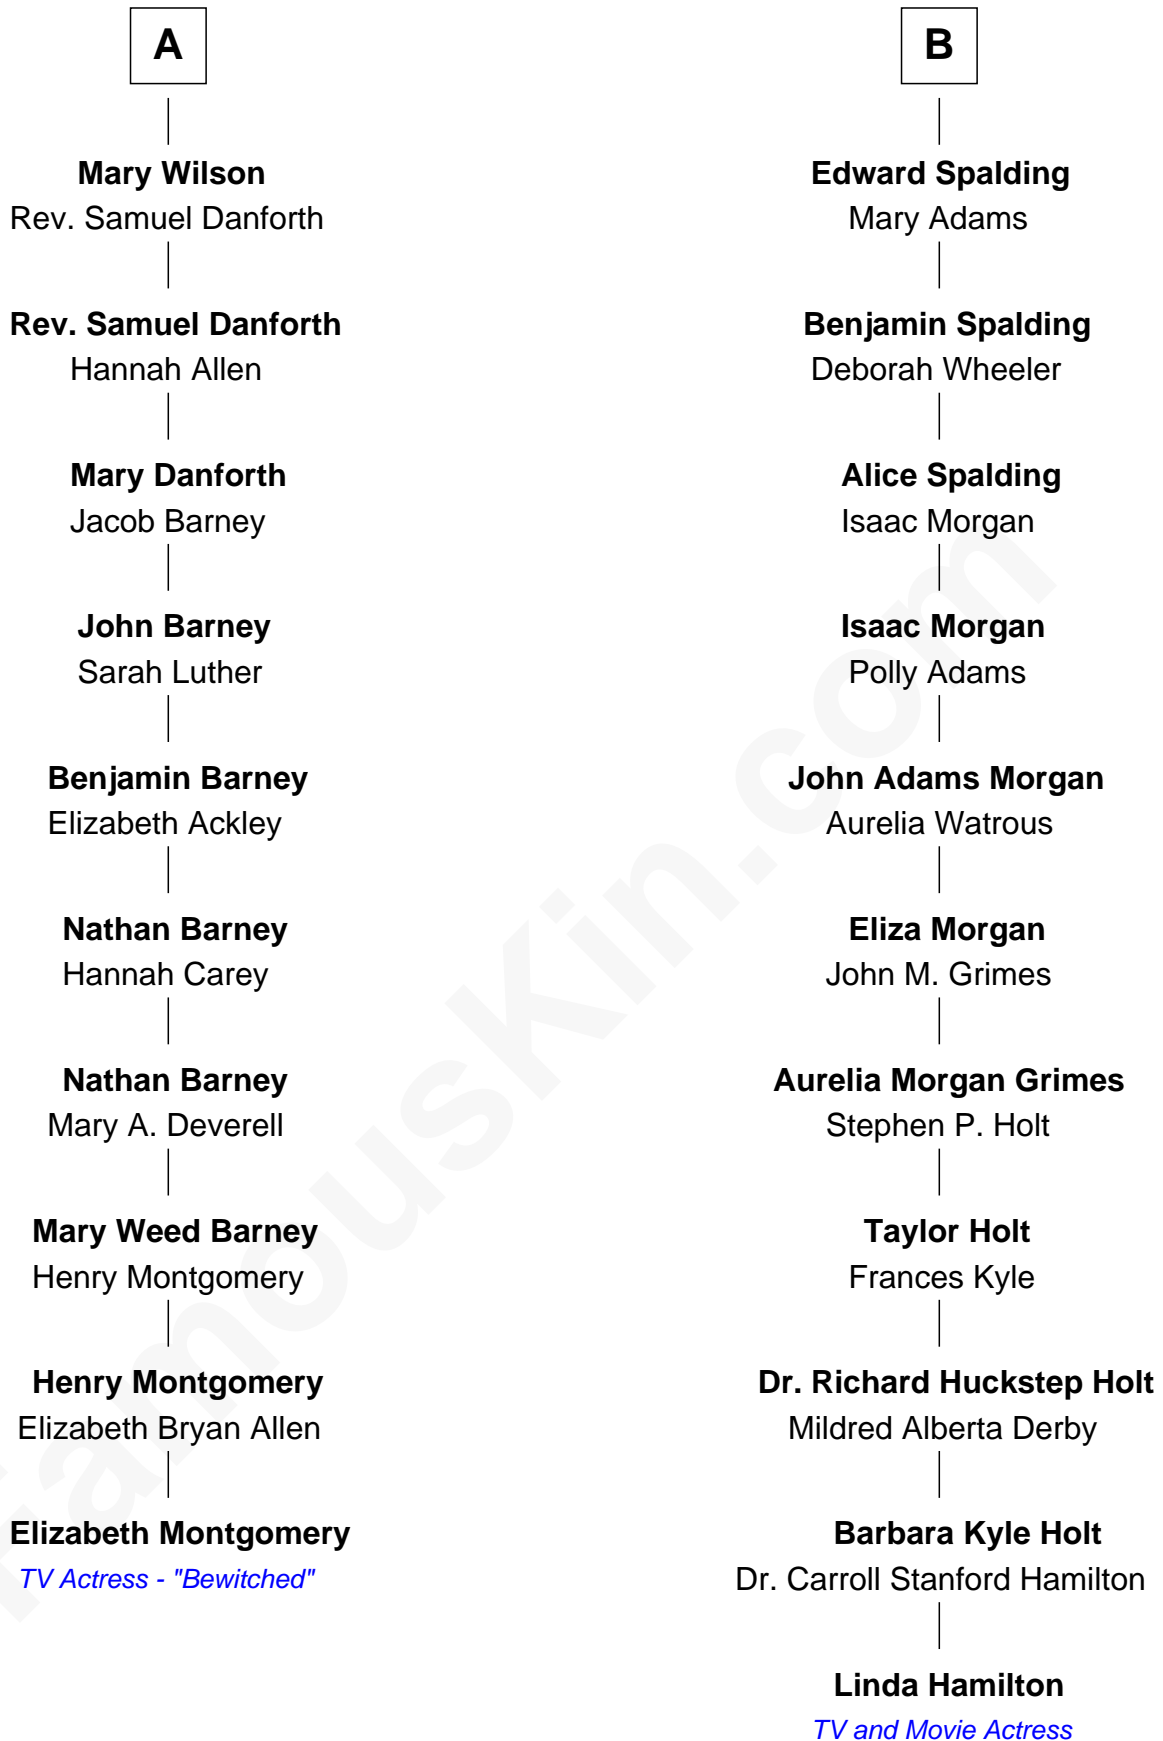 A
Mary Wilson
Rev. Samuel Danforth
Rev. Samuel Danforth
Hannah Allen
Mary Danforth
Jacob Barney
John Barney
Sarah Luther
Benjamin Barney
Elizabeth Ackley
Nathan Barney
Hannah Carey
Nathan Barney
Mary A. Deverell
Mary Weed Barney
Henry Montgomery
Henry Montgomery
Elizabeth Bryan Allen
Elizabeth Montgomery
TV Actress - "Bewitched"
B
Edward Spalding
Mary Adams
Benjamin Spalding
Deborah Wheeler
Alice Spalding
Isaac Morgan
Isaac Morgan
Polly Adams
John Adams Morgan
Aurelia Watrous
Eliza Morgan
John M. Grimes
Aurelia Morgan Grimes
Stephen P. Holt
Taylor Holt
Frances Kyle
Dr. Richard Huckstep Holt
Mildred Alberta Derby
Barbara Kyle Holt
Dr. Carroll Stanford Hamilton
Linda Hamilton
TV and Movie Actress
FamousKin.com